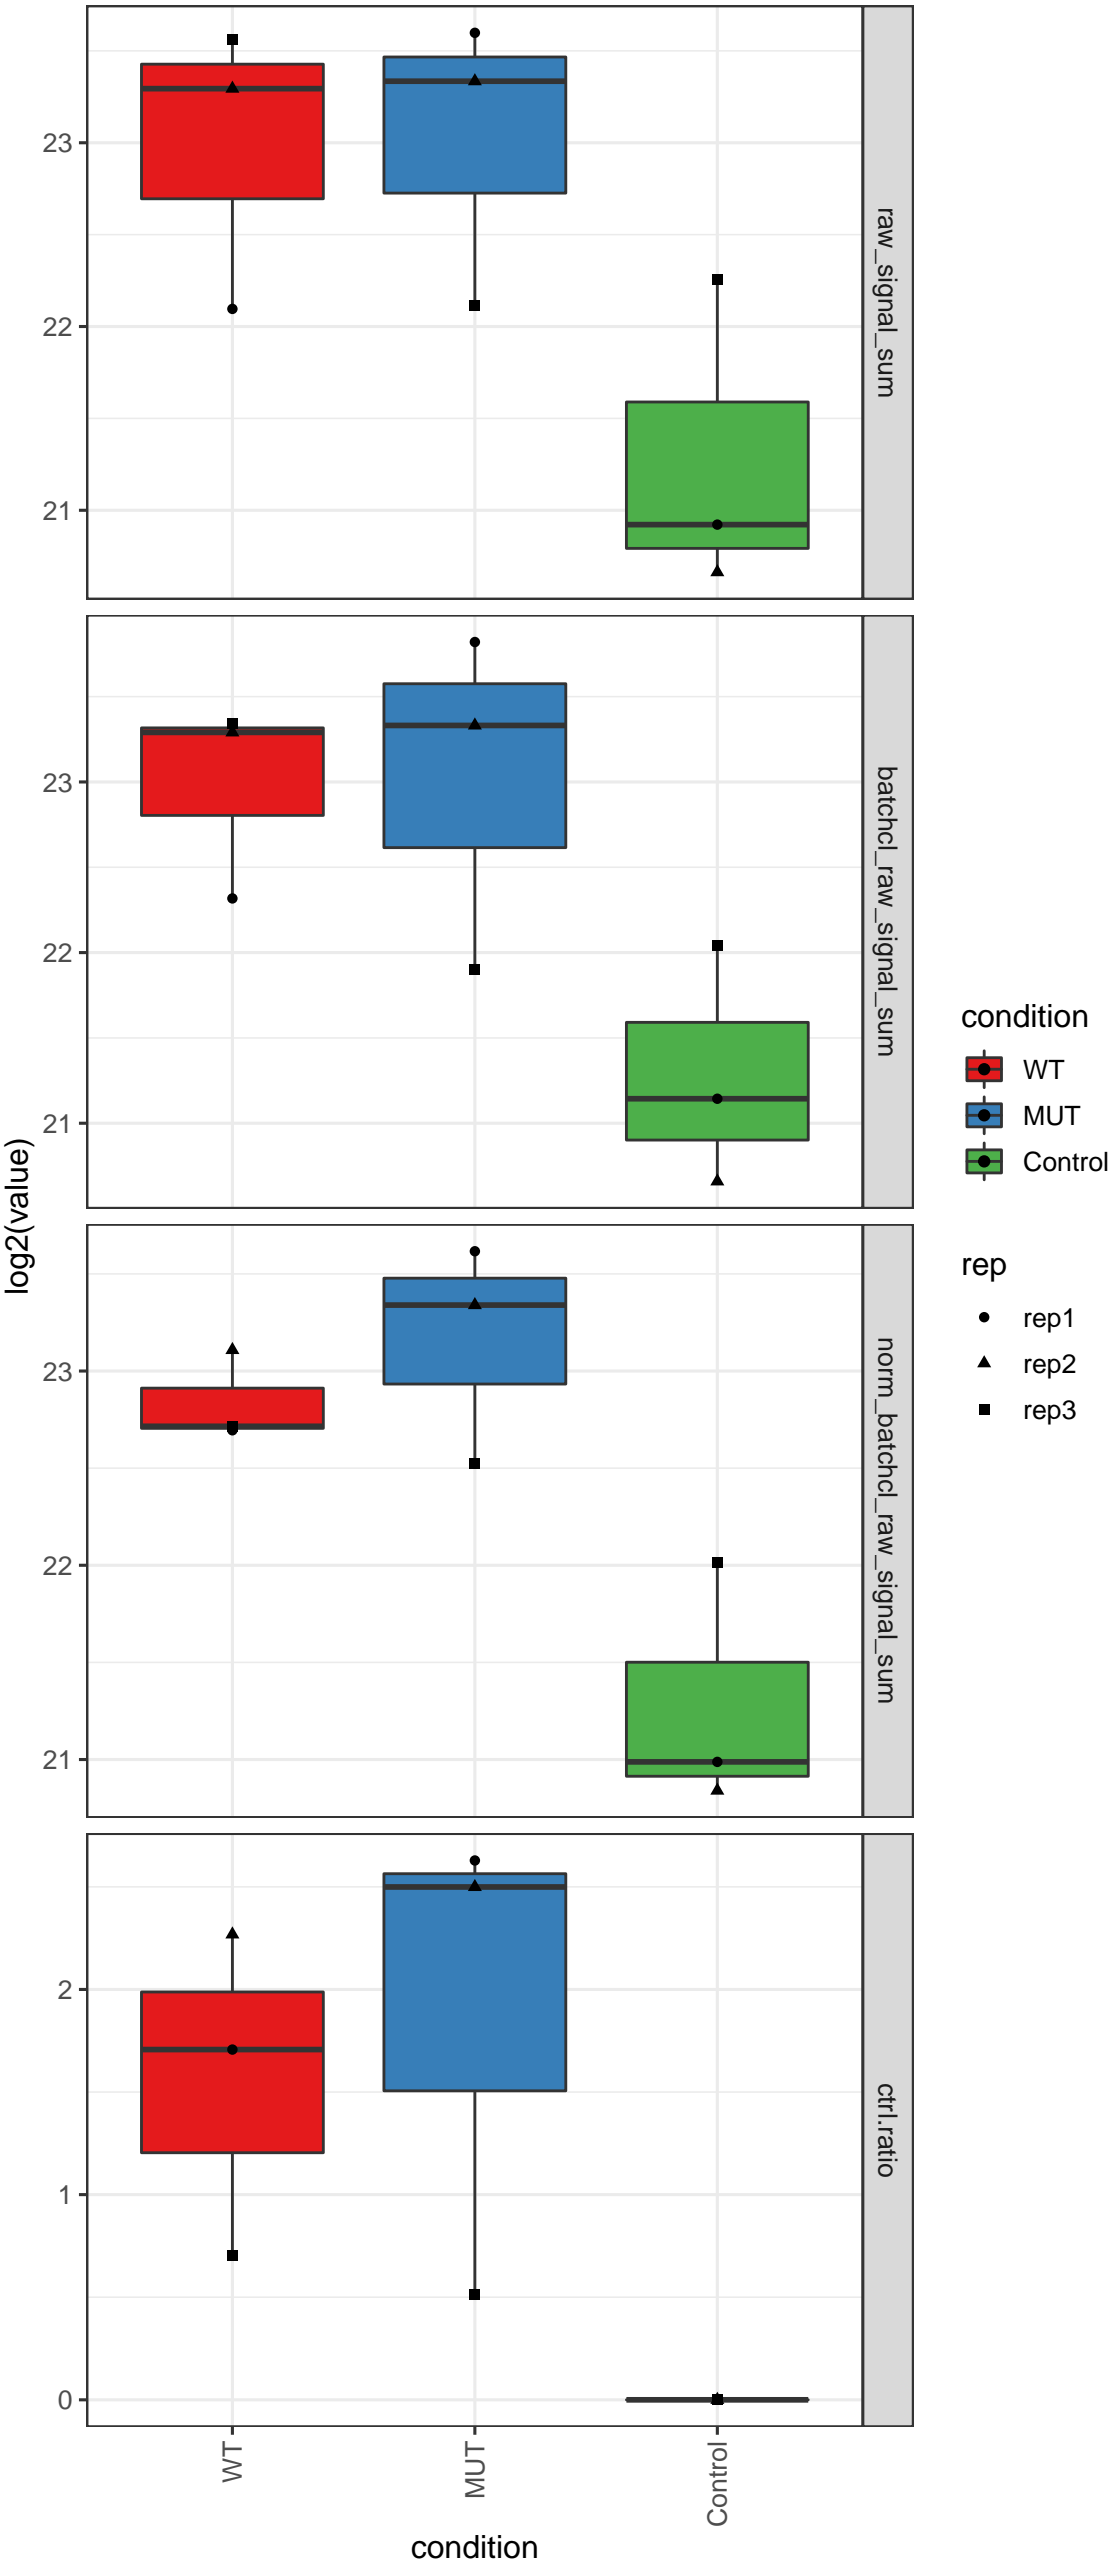 log2(value)
23
22
21
raw_signal_sum
23
22
21
batchcl_raw_signal_sum
23
22
21
norm_batchcl_raw_signal_sum
2
1
0
ctrl.ratio
WT
MUT
Control
condition
condition
WT
MUT
Control
rep
rep1
rep2
rep3